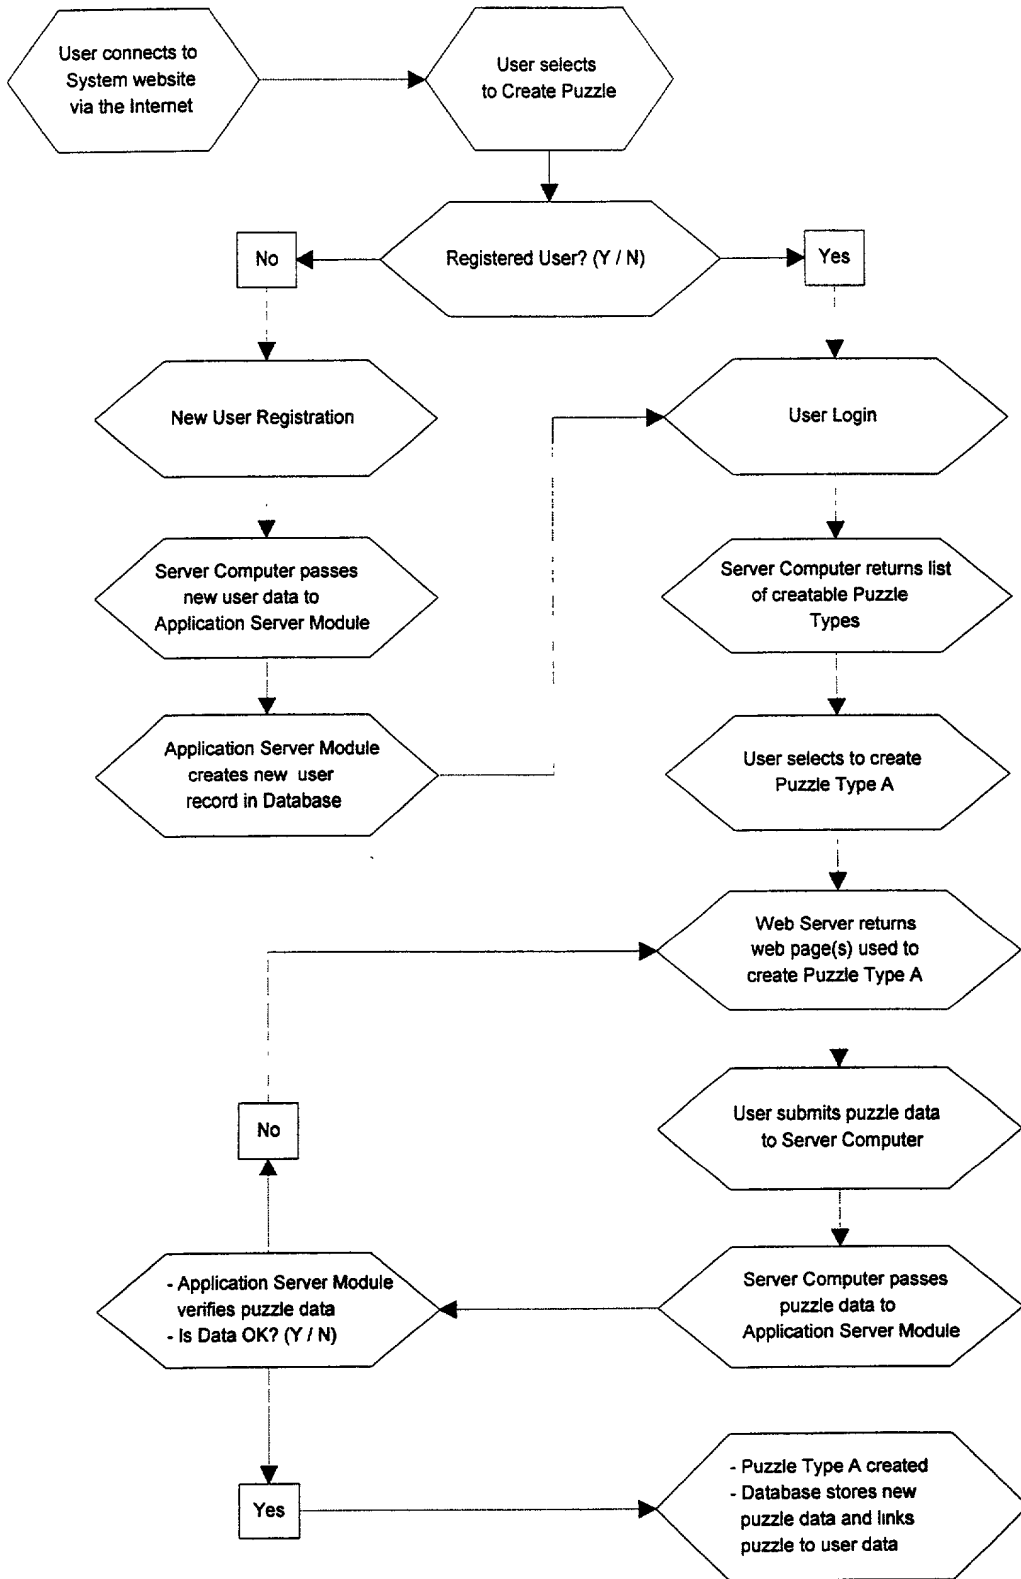 User connects to
System website
via the Internet
User selects
to Create Puzzle
Registered User? (Y / N)
No
Yes
New User Registration
User Login
Server Computer passes
new user data to
Application Server Module
Server Computer returns list
of creatable Puzzle
Types
Application Server Module
creates new user
record in Database
User selects to create
Puzzle Type A
Web Server returns
web page(s) used to
create Puzzle Type A
No
User submits puzzle data
to Server Computer
- Application Server Module
verifies puzzle data
- Is Data OK? (Y / N)
Server Computer passes
puzzle data to
Application Server Module
Yes
- Puzzle Type A created
- Database stores new
puzzle data and links
puzzle to user data